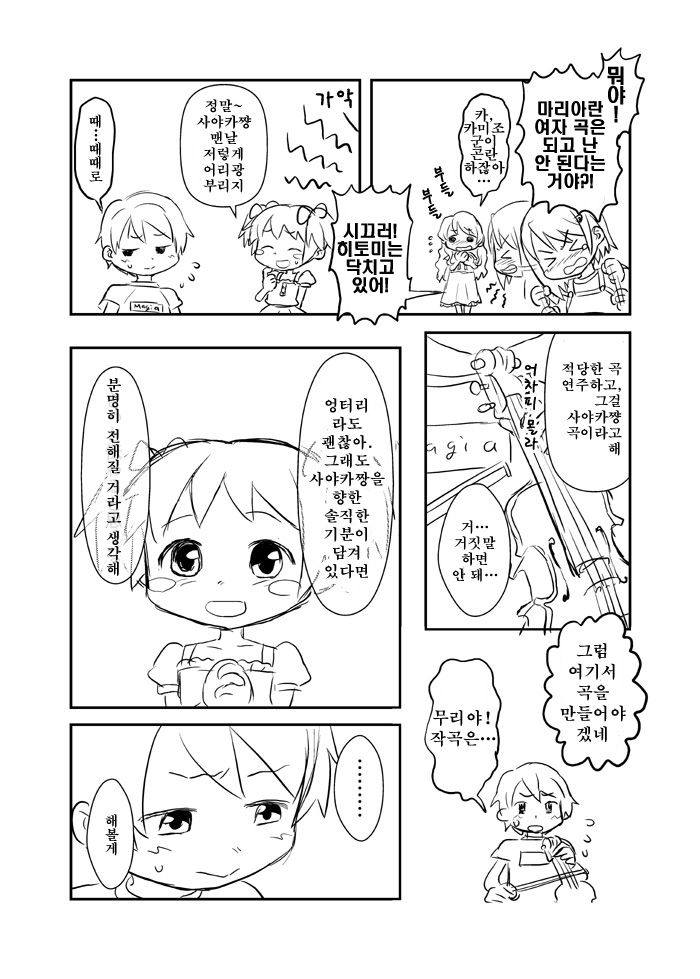 뭐야!
마리아란
여자 곡은
되고 난
안 된다는
거야?!
카,
카미조
군이
곤란
하잖아
…
부들
부들
시끄러!
히토미는
닥치고
있어!
가악
정말~
사야카쨩
맨날
저렇게
어리광
부리지
때…
때때로
Magia
적당한 곡
연주하고,
그걸
사야카쨩
곡이라고
해
어차피 몰라
agia
거…
거짓말
하면
안 돼…
엉터리
라도
괜찮아.
그래도
사야카짱을
향한
솔직한
기분이
담겨
있다면
분명히 전해질 거라고 생각해
그럼
여기서
곡을
만들어야
겠네
무리야!
작곡은…
………
해볼게